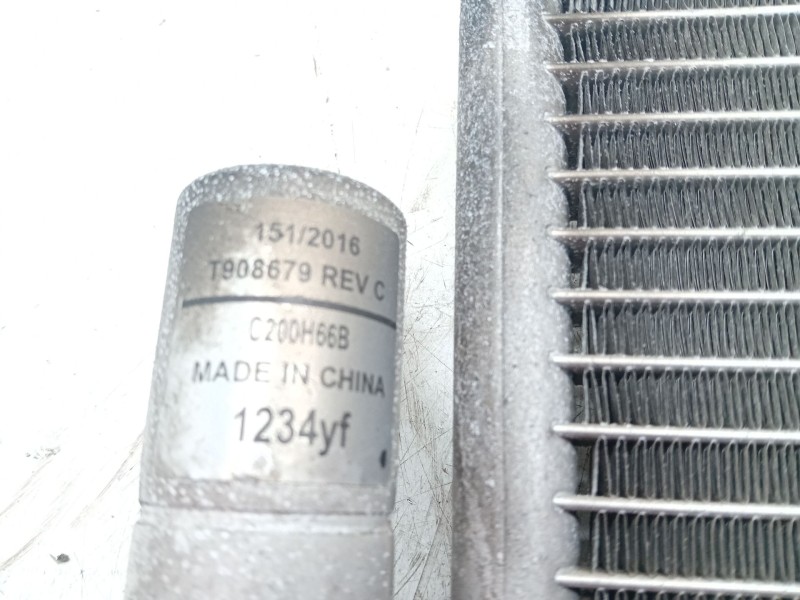 151/2016
T908679 REV C
C200H66B
MADE IN CHINA
1234yf